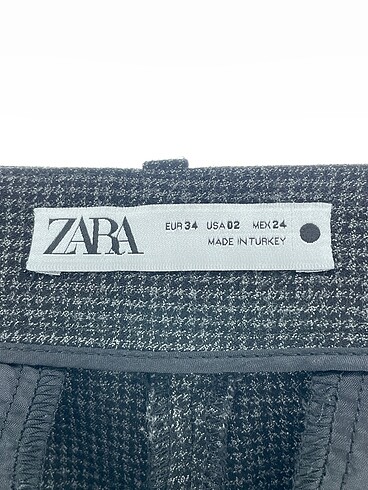 ZARA
EUR 34 USA 02 MEX 24
MADE IN TURKEY